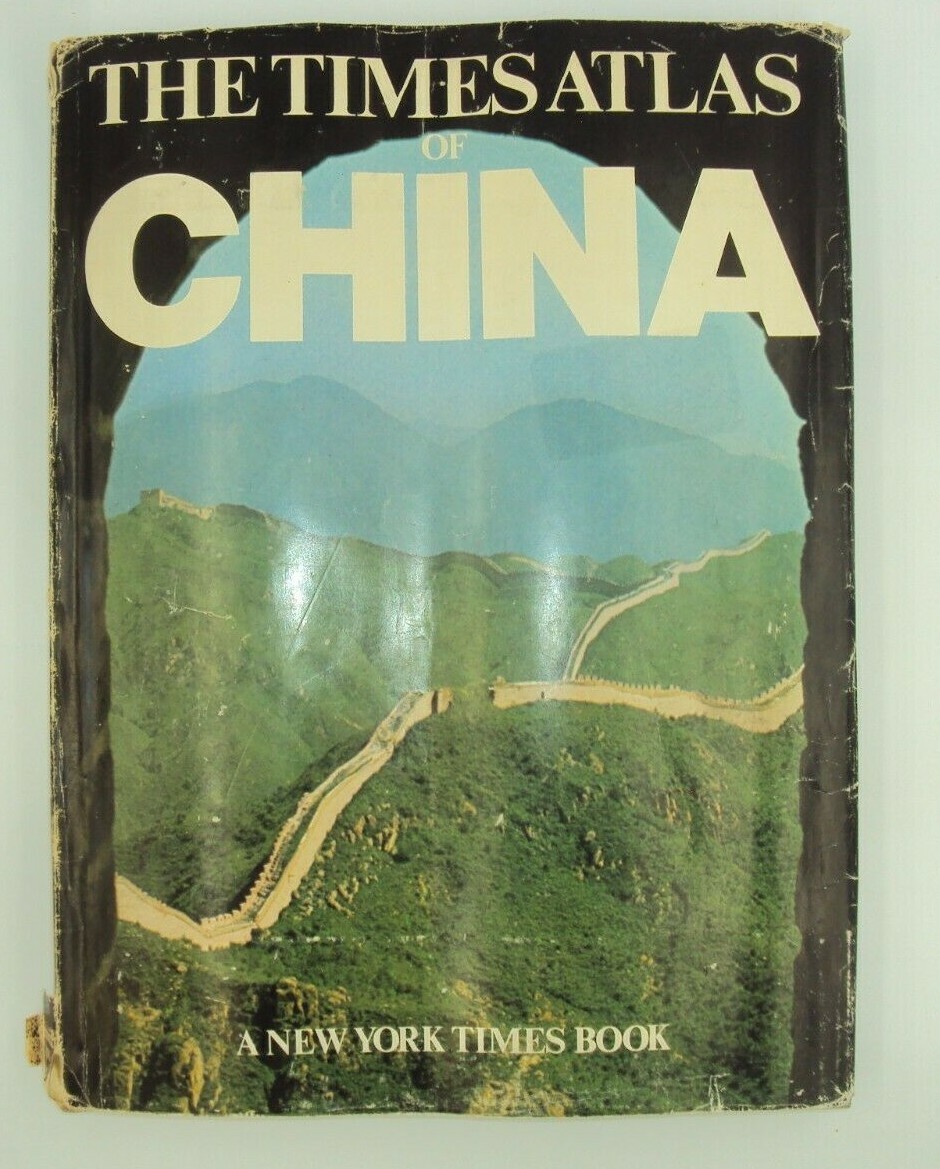 THE TIMES ATLAS
OF
CHINA
A NEW YORK TIMES BOOK